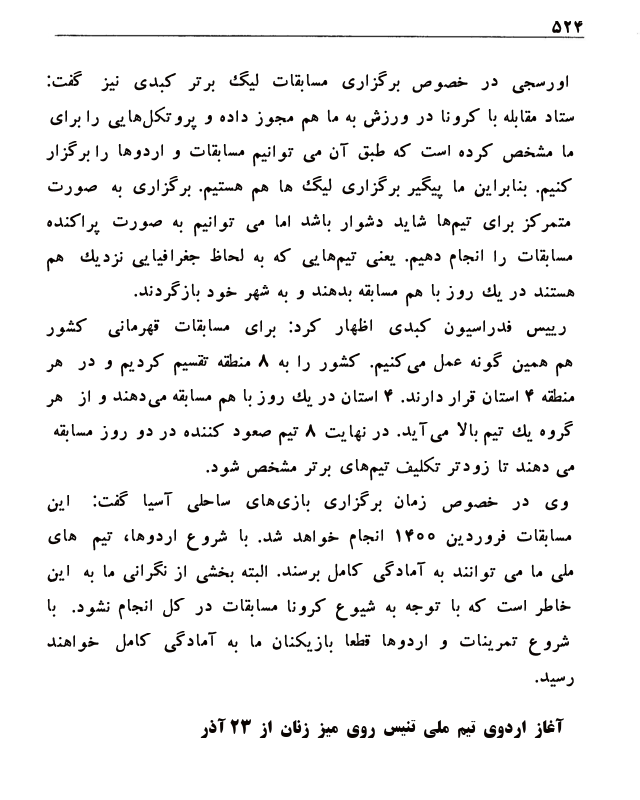 ۵۲۴
اورسجی در خصوص برگزاری مسابقات لیگ برتر کبدی نیز گفت:
ستاد مقابله با کرونا در ورزش به ما هم مجوز داده و پروتکل‌هایی را برای
ما مشخص کرده است که طبق آن می توانیم مسابقات و اردوها را برگزار
کنیم. بنابراین ما پیگیر برگزاری لیگ ها هم هستیم. برگزاری به صورت
متمرکز برای تیم‌ها شاید دشوار باشد اما می توانیم به صورت پراکنده
مسابقات را انجام دهیم. یعنی تیم‌هایی که به لحاظ جغرافیایی نزدیك هم
هستند در یك روز با هم مسابقه بدهند و به شهر خود بازگردند.
رییس فدراسیون کبدی اظهار کرد: برای مسابقات قهرمانی کشور
هم همین گونه عمل می‌کنیم. کشور را به ۸ منطقه تقسیم کردیم و در هر
منطقه ۴ استان قرار دارند. ۴ استان در یك روز با هم مسابقه می‌دهند و از هر
گروه یك تیم بالا می‌آید. در نهایت ۸ تیم صعود کننده در دو روز مسابقه
می دهند تا زودتر تکلیف تیم‌های برتر مشخص شود.
وی در خصوص زمان برگزاری بازی‌های ساحلی آسیا گفت: این
مسابقات فروردین ۱۴۰۰ انجام خواهد شد. با شروع اردوها، تیم های
ملی ما می توانند به آمادگی کامل برسند. البته بخشی از نگرانی ما به این
خاطر است که با توجه به شیوع کرونا مسابقات در کل انجام نشود. با
شروع تمرینات و اردوها قطعا بازیکنان ما به آمادگی کامل خواهند
رسید.
آغاز اردوی تیم ملی تنیس روی میز زنان از ۲۳ آذر